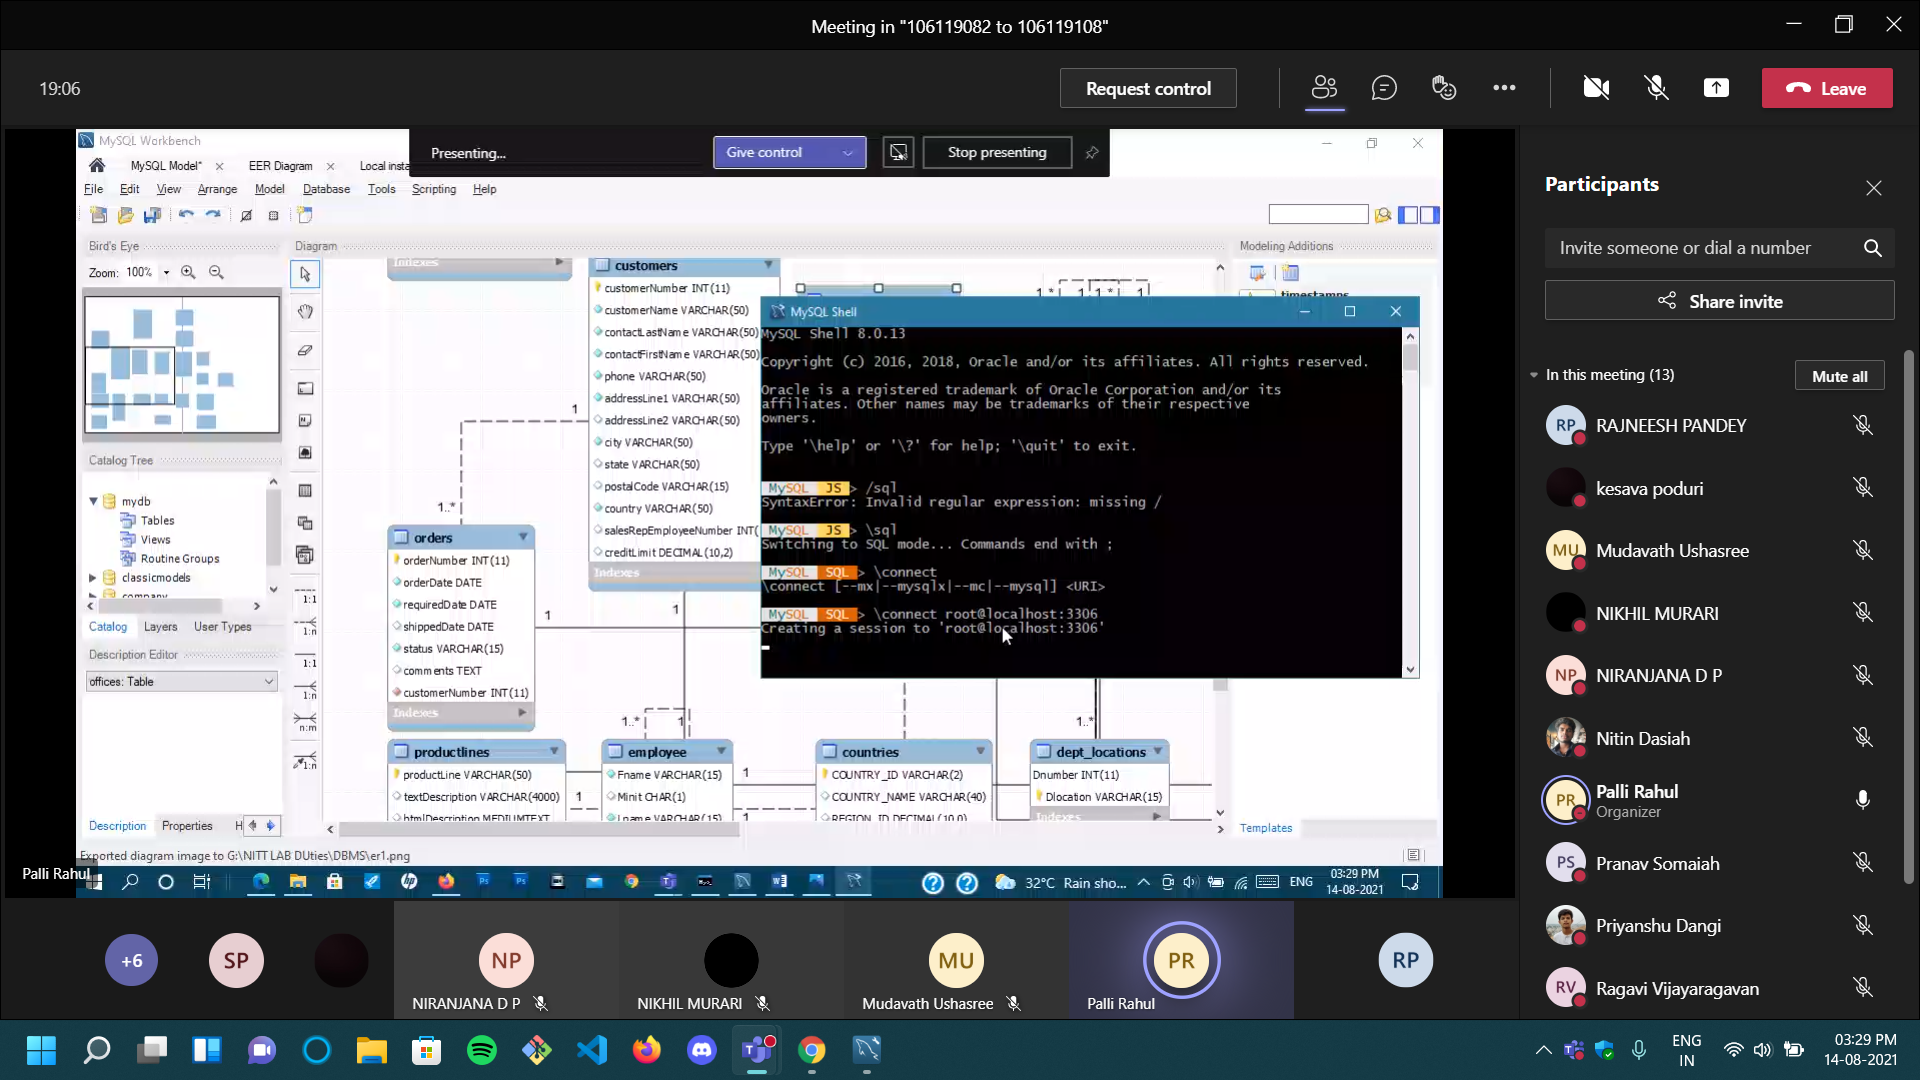 Meeting in "106119082 to 106119108"
19:06
Request control
Leave
MySQL Workbench
Presenting...
Give control
Stop presenting
MySQL Model*
EER Diagram
Local insta
File Edit View Arrange Model Database Tools Scripting Help
Bird's Eye
Zoom: 100%
Catalog Tree
mydb
Tables
Views
Routine Groups
classicmodels
company
Catalog Layers User Types
Description Editor
offices: Table
Description Properties H
Diagram
Indexes
customers
customerNumber INT(11)
customerName VARCHAR(50)
contactLastName VARCHAR(50)
contactFirstName VARCHAR(50)
phone VARCHAR(50)
addressLine1 VARCHAR(50)
addressLine2 VARCHAR(50)
city VARCHAR(50)
state VARCHAR(50)
postalCode VARCHAR(15)
country VARCHAR(50)
salesRepEmployeeNumber INT(
creditLimit DECIMAL(10,2)
Indexes
orders
orderNumber INT(11)
orderDate DATE
requiredDate DATE
shippedDate DATE
status VARCHAR(15)
comments TEXT
customerNumber INT(11)
Indexes
productlines
productLine VARCHAR(50)
textDescription VARCHAR(4000)
htmlDescription MEDIUMTEXT
employee
Fname VARCHAR(15)
Minit CHAR(1)
Lname VARCHAR(15)
countries
COUNTRY_ID VARCHAR(2)
COUNTRY_NAME VARCHAR(40)
REGION_ID DECIMAL(10,0)
dept_locations
Dnumber INT(11)
Dlocation VARCHAR(15)
Indexes
Modeling Additions
timestamps
Templates
MySQL Shell
MySQL Shell 8.0.13
Copyright (c) 2016, 2018, Oracle and/or its affiliates. All rights reserved.
Oracle is a registered trademark of Oracle Corporation and/or its
affiliates. Other names may be trademarks of their respective
owners.
Type '\help' or '\?' for help; '\quit' to exit.
MySQL JS > /sql
SyntaxError: Invalid regular expression: missing /
MySQL JS > \sql
Switching to SQL mode... Commands end with ;
MySQL SQL > \connect
\connect [--mx|--mysqlx|--mc|--mysql] <URI>
MySQL SQL > \connect root@localhost:3306
Creating a session to 'root@localhost:3306'
Exported diagram image to G:\NITT LAB DUties\DBMS\er1.png
Palli Rahul
32°C Rain sho...
ENG
03:29 PM
14-08-2021
Participants
Invite someone or dial a number
Share invite
In this meeting (13)
Mute all
RP RAJNEESH PANDEY
kesava poduri
MU Mudavath Ushasree
NIKHIL MURARI
NP NIRANJANA D P
Nitin Dasiah
PR Palli Rahul
Organizer
PS Pranav Somaiah
Priyanshu Dangi
RV Ragavi Vijayaragavan
+6
SP
NP
NIRANJANA D P
NIKHIL MURARI
MU
Mudavath Ushasree
PR
Palli Rahul
RP
ENG
IN
03:29 PM
14-08-2021